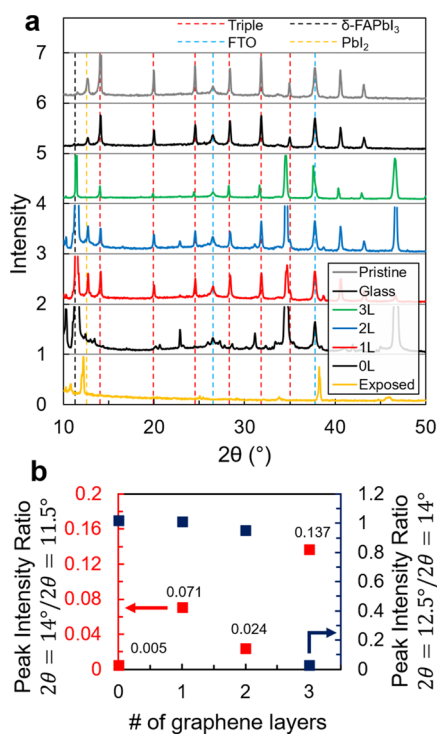 a
Triple
δ-FAPbI₃
FTO
PbI₂
7
6
5
4
3
2
1
0
Intensity
Pristine
Glass
3L
2L
1L
0L
Exposed
10
20
30
40
50
2θ (°)
b
0.2
0.16
0.12
0.08
0.04
0
Peak Intensity Ratio
2θ = 14°/2θ = 11.5°
0.005
0.071
0.024
0.137
1.2
1
0.8
0.6
0.4
0.2
0
Peak Intensity Ratio
2θ = 12.5°/2θ = 14°
0
1
2
3
# of graphene layers